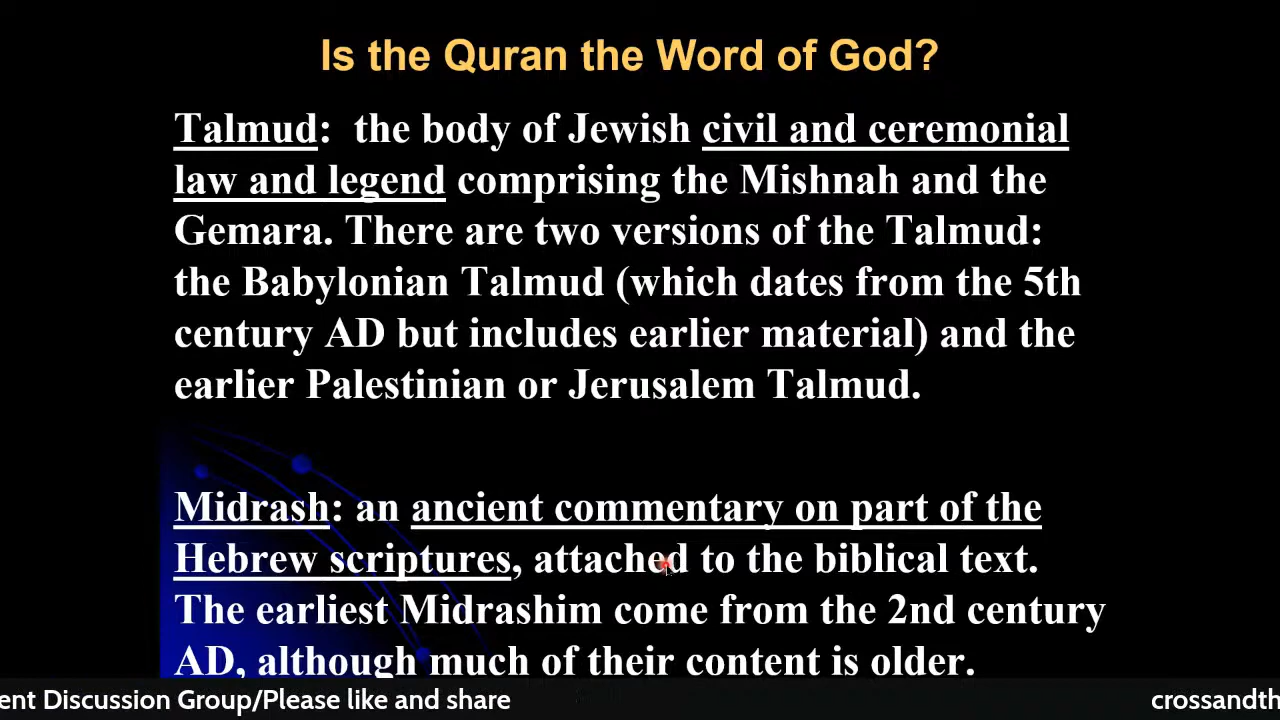 Is the Quran the Word of God?
Talmud: the body of Jewish civil and ceremonial
law and legend comprising the Mishnah and the
Gemara. There are two versions of the Talmud:
the Babylonian Talmud (which dates from the 5th
century AD but includes earlier material) and the
earlier Palestinian or Jerusalem Talmud.
Midrash: an ancient commentary on part of the
Hebrew scriptures, attached to the biblical text.
The earliest Midrashim come from the 2nd century
AD, although much of their content is older.
ent Discussion Group/Please like and share crossandth